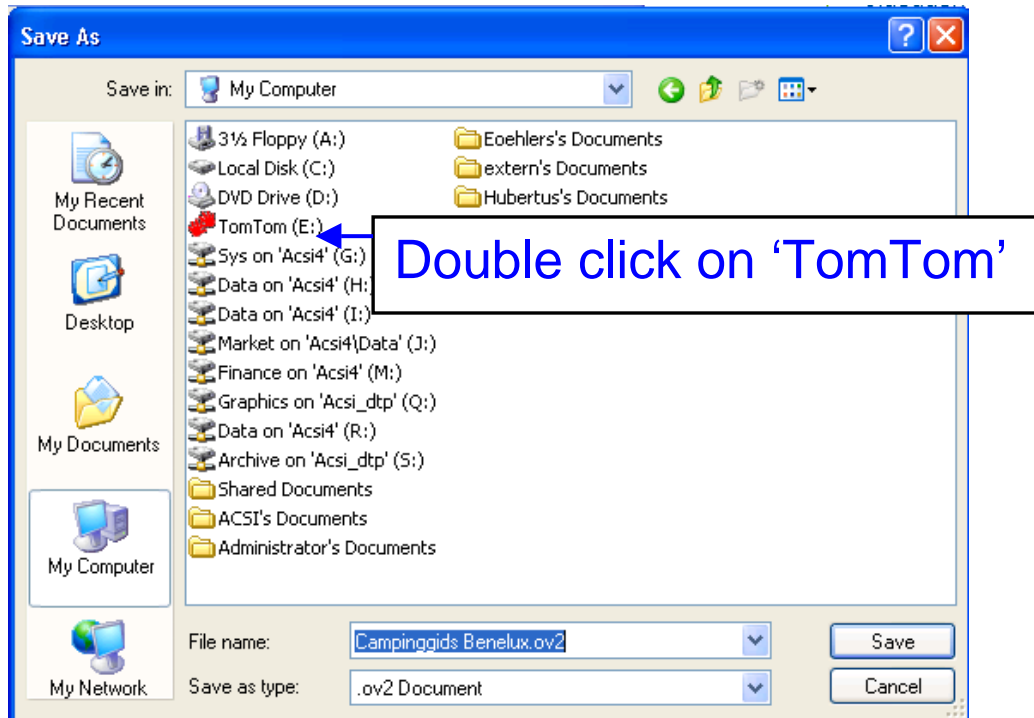 Save As
Save in:
My Computer
My Recent
Documents
Desktop
My Documents
My Computer
My Network
3½ Floppy (A:)
Local Disk (C:)
DVD Drive (D:)
TomTom (E:)
Sys on 'Acsi4' (G:)
Data on 'Acsi4' (H:
Data on 'Acsi4' (I:)
Market on 'Acsi4\Data' (J:)
Finance on 'Acsi4' (M:)
Graphics on 'Acsi_dtp' (Q:)
Data on 'Acsi4' (R:)
Archive on 'Acsi_dtp' (S:)
Shared Documents
ACSI's Documents
Administrator's Documents
Eoehlers's Documents
extern's Documents
Hubertus's Documents
Double click on ‘TomTom’
File name:
Campinggids Benelux.ov2
Save
Save as type:
.ov2 Document
Cancel